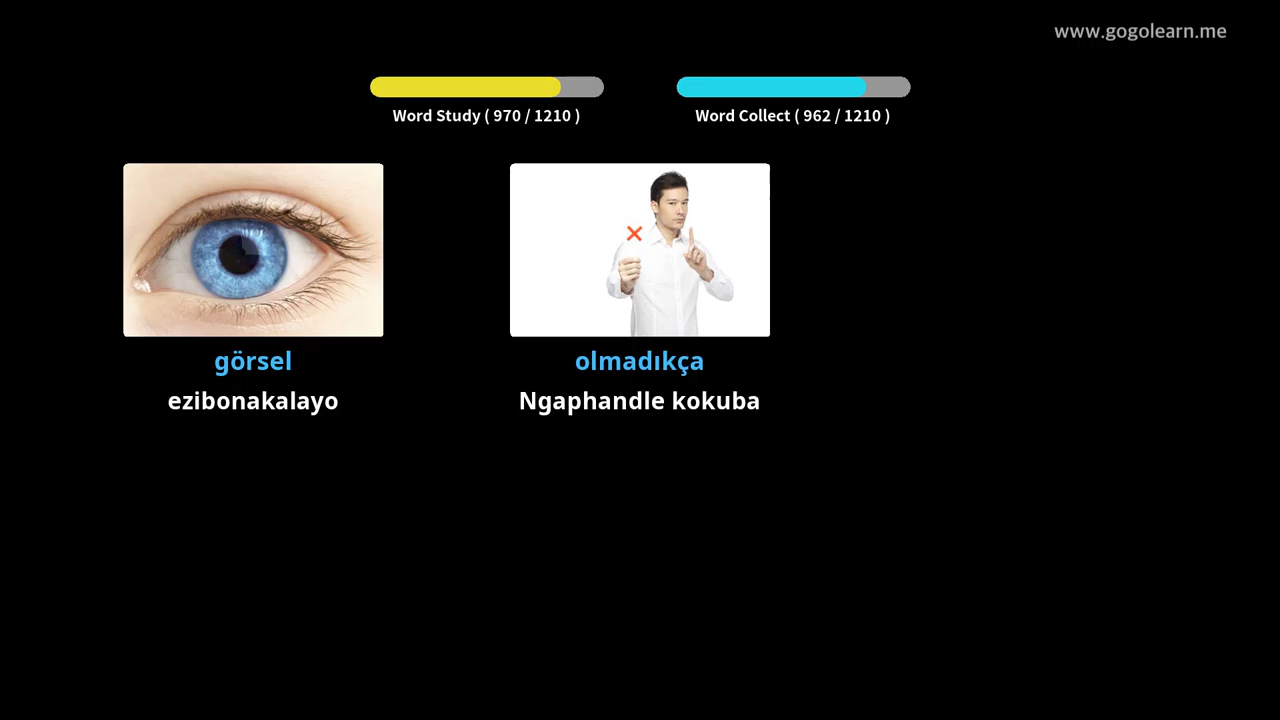 www.gogolearn.me
Word Study ( 970 / 1210 )
Word Collect ( 962 / 1210 )
görsel
ezibonakalayo
olmadıkça
Ngaphandle kokuba